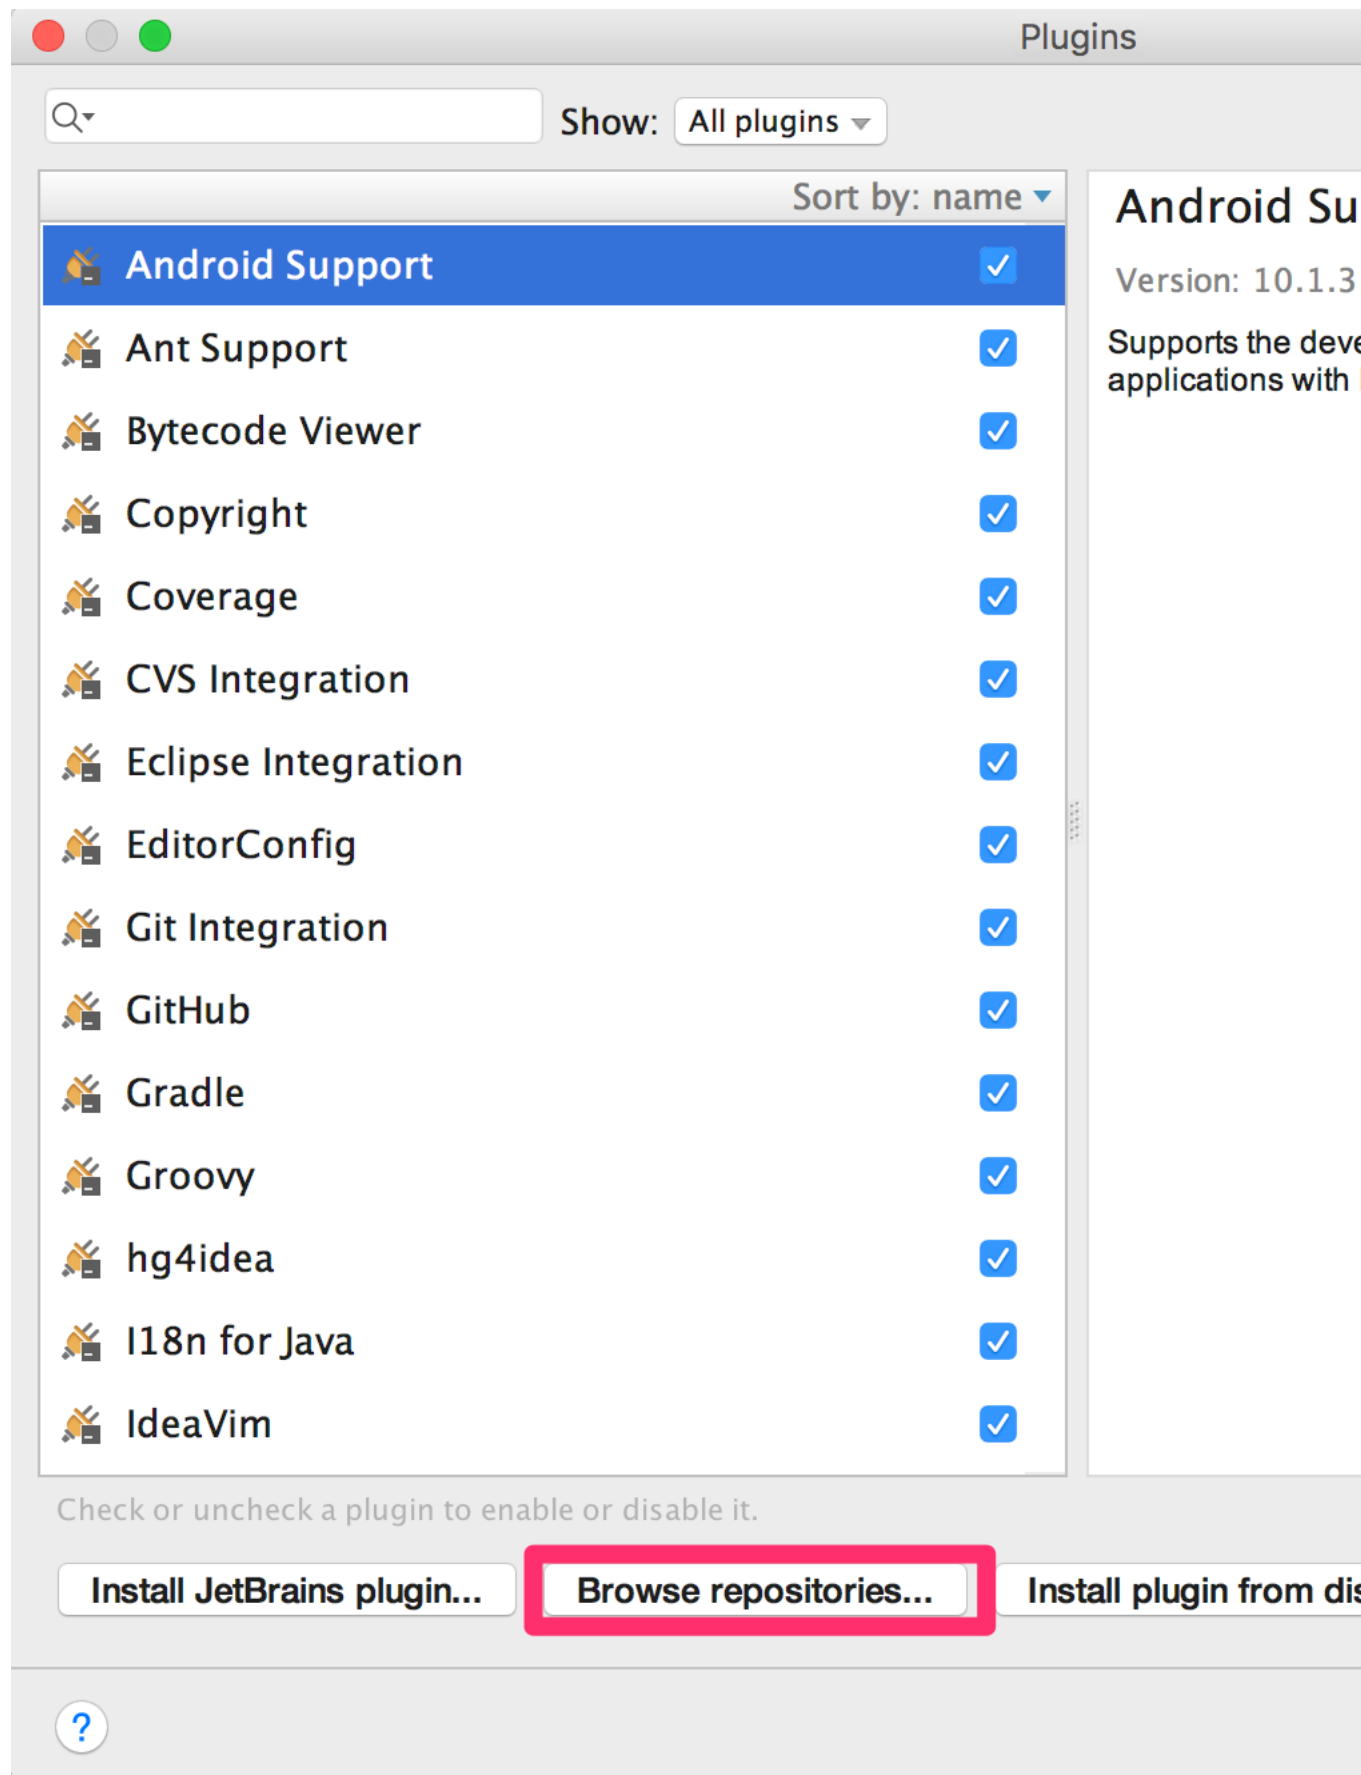 Plugins
Show: All plugins
Sort by: name
Android Support
Ant Support
Bytecode Viewer
Copyright
Coverage
CVS Integration
Eclipse Integration
EditorConfig
Git Integration
GitHub
Gradle
Groovy
hg4idea
I18n for Java
IdeaVim
Android Su
Version: 10.1.3
Supports the deve
applications with
Check or uncheck a plugin to enable or disable it.
Install JetBrains plugin... Browse repositories... Install plugin from dis
?